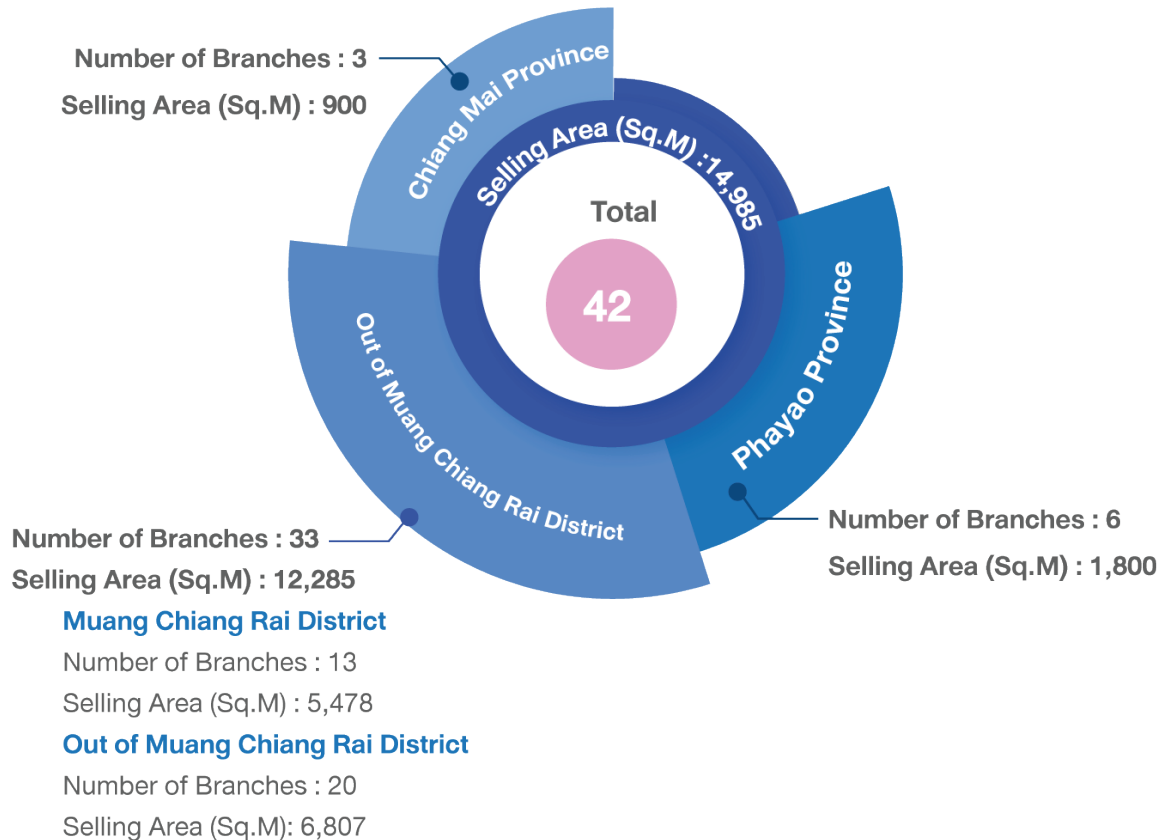 Number of Branches : 3
Selling Area (Sq.M) : 900
Chiang Mai Province
Selling Area (Sq.M) :14,985
Total
42
Phayao Province
Out of Muang Chiang Rai District
Number of Branches : 6
Selling Area (Sq.M) : 1,800
Number of Branches : 33
Selling Area (Sq.M) : 12,285
Muang Chiang Rai District
Number of Branches : 13
Selling Area (Sq.M) : 5,478
Out of Muang Chiang Rai District
Number of Branches : 20
Selling Area (Sq.M): 6,807